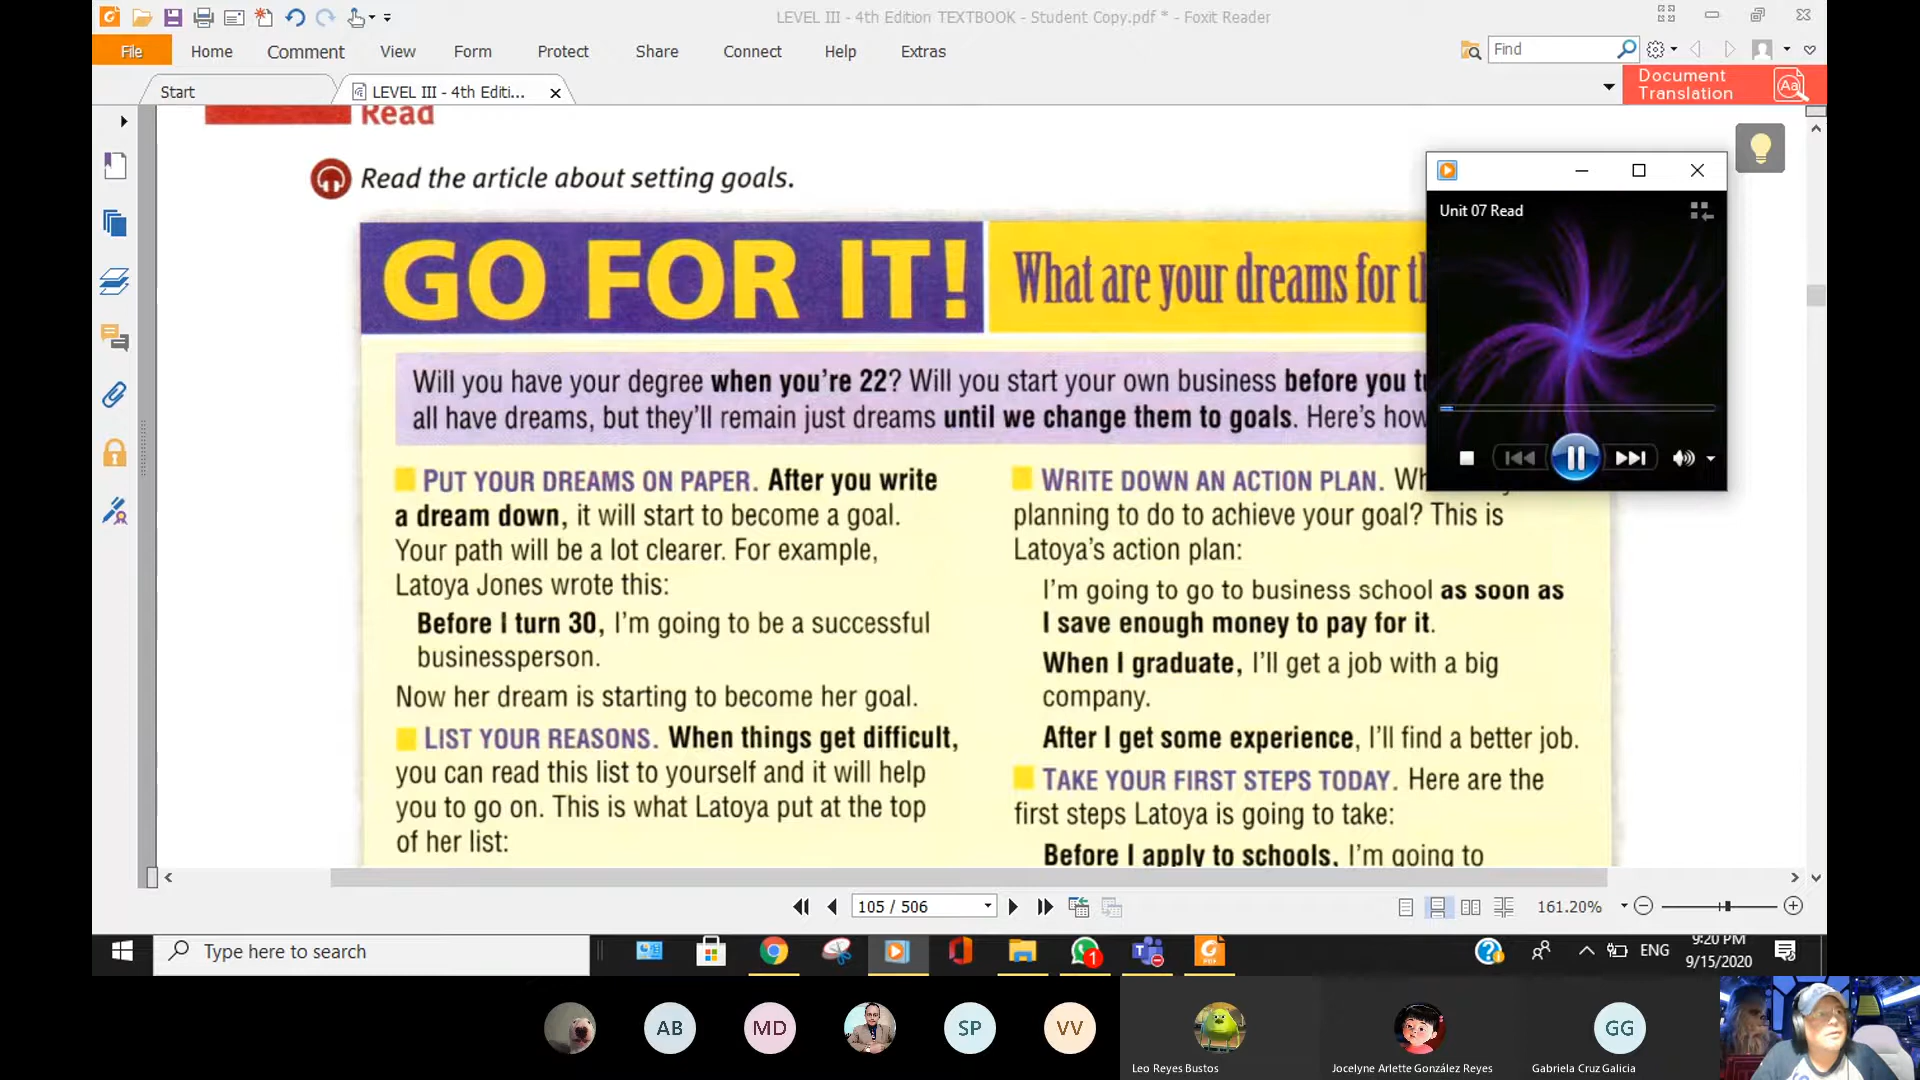 LEVEL III - 4th Edition TEXTBOOK - Student Copy.pdf * - Foxit Reader
File Home Comment View Form Protect Share Connect Help Extras
Find
Start
LEVEL III - 4th Editi...
Document
Translation
Read
Read the article about setting goals.
GO FOR IT!
What are your dreams for
Unit 07 Read
Will you have your degree when you're 22? Will you start your own business before you
all have dreams, but they'll remain just dreams until we change them to goals. Here's how
PUT YOUR DREAMS ON PAPER. After you write
a dream down, it will start to become a goal.
Your path will be a lot clearer. For example,
Latoya Jones wrote this:
Before I turn 30, I'm going to be a successful
businessperson.
Now her dream is starting to become her goal.
LIST YOUR REASONS. When things get difficult,
you can read this list to yourself and it will help
you to go on. This is what Latoya put at the top
of her list:
WRITE DOWN AN ACTION PLAN.
planning to do to achieve your goal? This is
Latoya's action plan:
I'm going to go to business school as soon as
I save enough money to pay for it.
When I graduate, I'll get a job with a big
company.
After I get some experience, I'll find a better job.
TAKE YOUR FIRST STEPS TODAY. Here are the
first steps Latoya is going to take:
Before I apply to schools, I'm going to
105 / 506
161.20%
Type here to search
1
ENG
9:20 PM
9/15/2020
AB
MD
SP
VV
GG
Leo Reyes Bustos
Jocelyne Arlette González Reyes
Gabriela Cruz Galicia